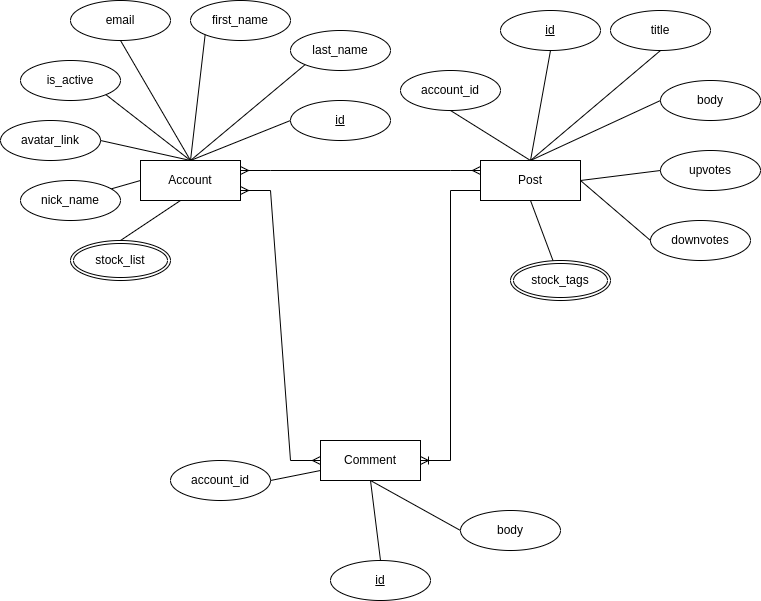 email
first_name
id
title
last_name
is_active
account_id
body
id
avatar_link
upvotes
Account
Post
nick_name
downvotes
stock_list
stock_tags
Comment
account_id
body
id